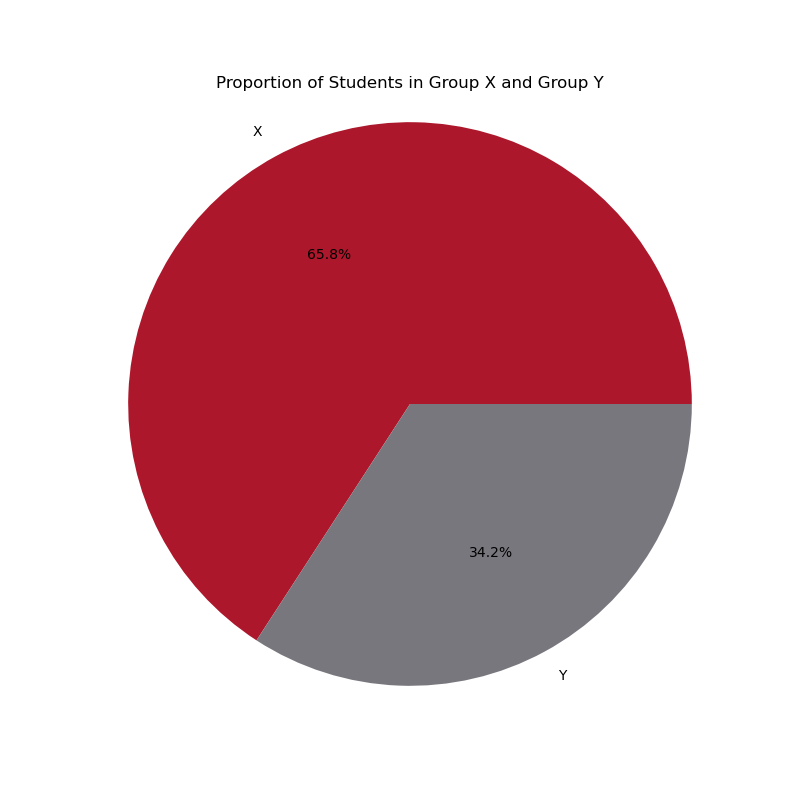 Proportion of Students in Group X and Group Y
X
65.8%
34.2%
Y